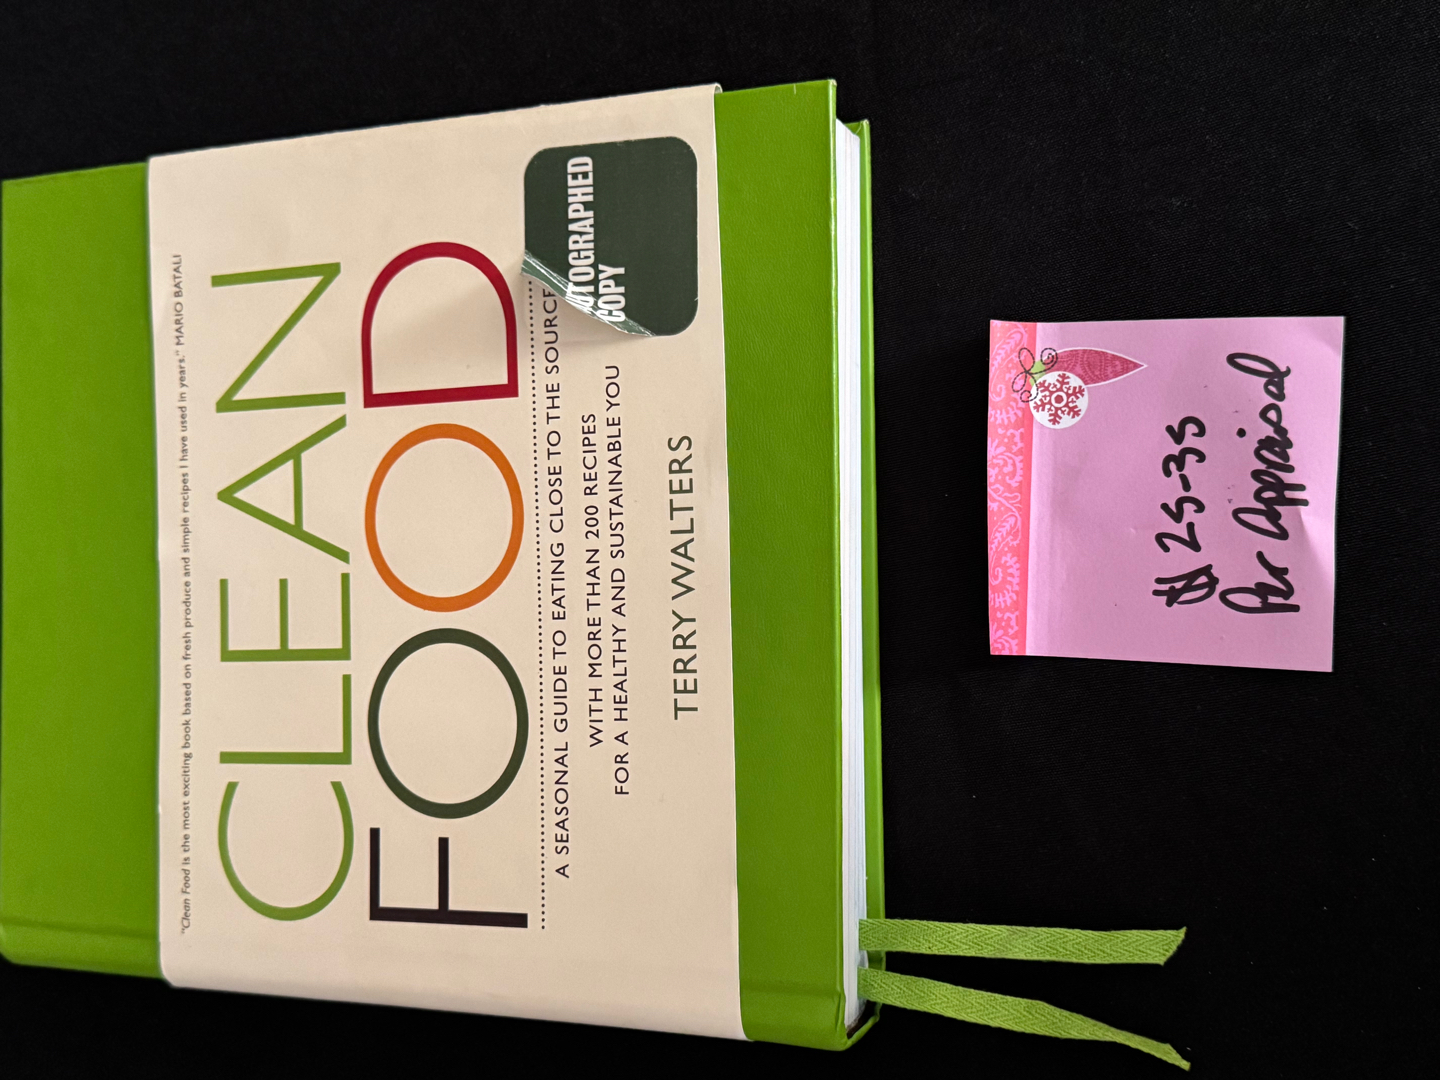 "Clean Food is the most exciting book based on fresh produce and simple recipes I have used in years." MARIO BATALI
CLEAN
FOOD
A SEASONAL GUIDE TO EATING CLOSE TO THE SOURCE
WITH MORE THAN 200 RECIPES
FOR A HEALTHY AND SUSTAINABLE YOU
TERRY WALTERS
UTOGRAPHED
COPY
$25-35
Per Apprisal